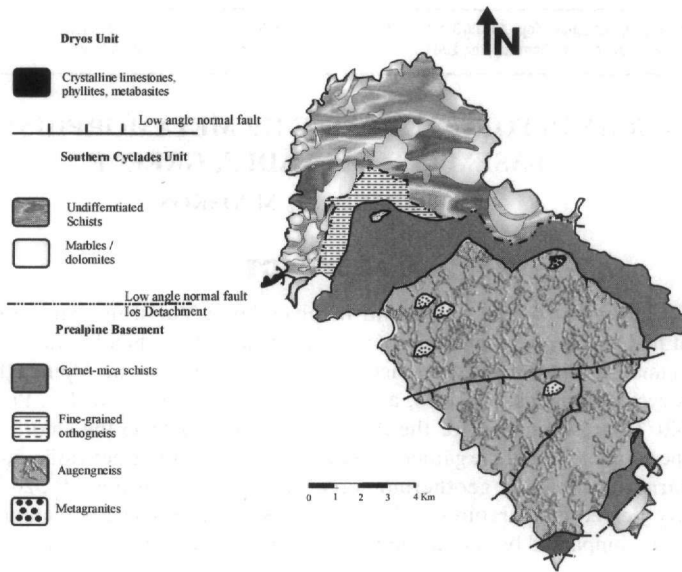 N
Dryos Unit
Crystalline limestones,
phyllites, metabasites
Low angle normal fault
Southern Cyclades Unit
Undifferntiated
Schists
Marbles /
dolomites
Low angle normal fault
Ios Detachment
Prealpine Basement
Garnet-mica schists
Fine-grained
orthogneiss
Augengneiss
Metagranites
0 1 2 3 4 Km